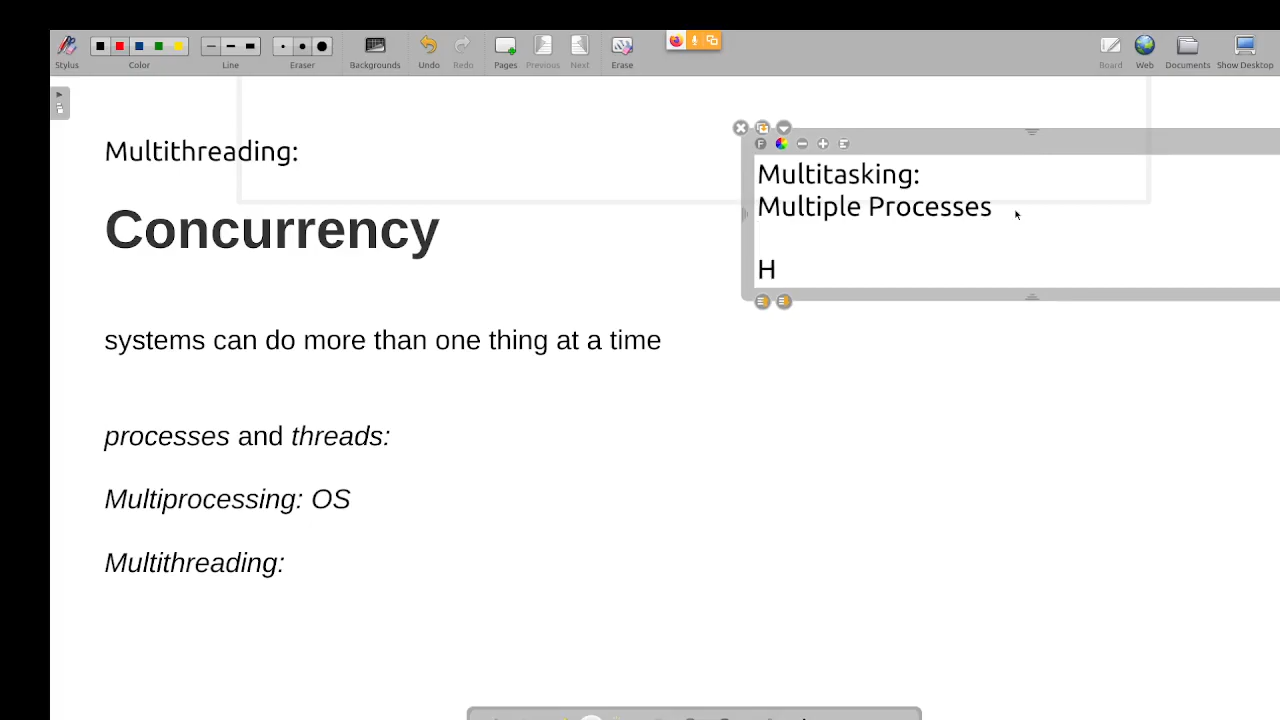 Stylus
Color
Line
Eraser
Backgrounds
Undo
Redo
Pages
Previous
Next
Erase
Board
Web
Documents
Show Desktop
Multithreading:
Concurrency
systems can do more than one thing at a time
processes and threads:
Multiprocessing: OS
Multithreading:
F
Multitasking:
Multiple Processes
H